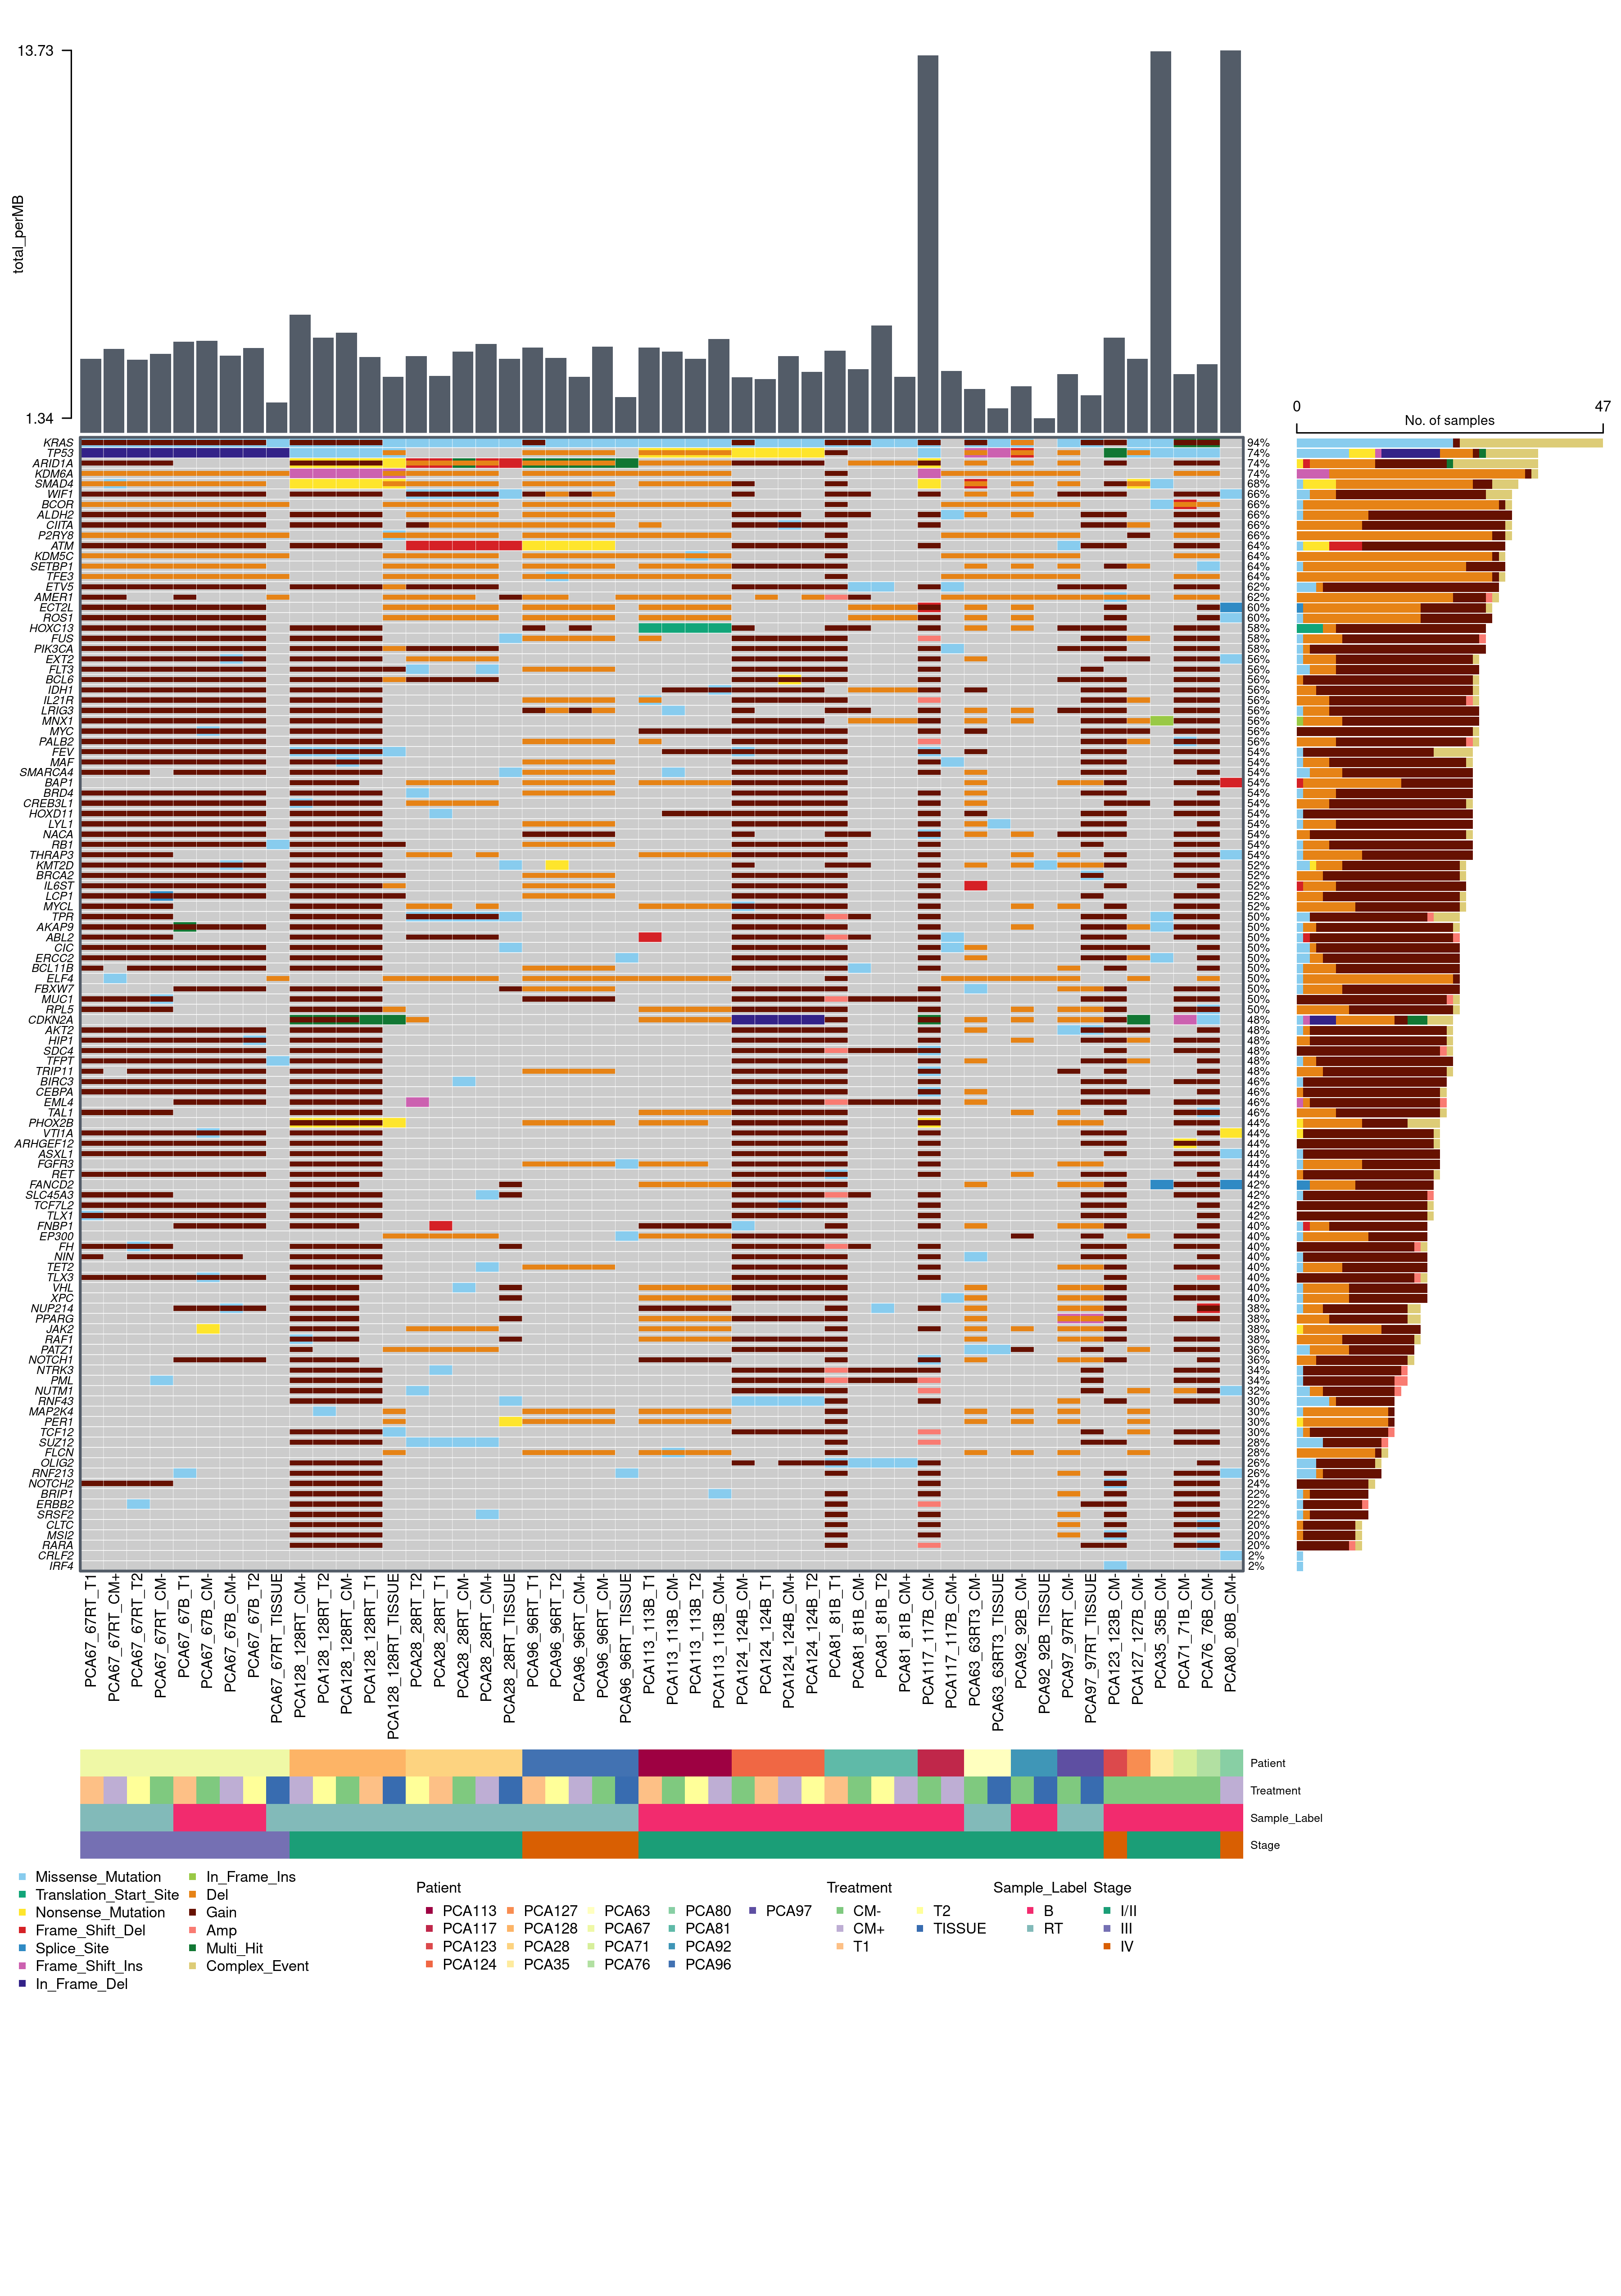 13.73
total_perMB
1.34
0 47
No. of samples
KRAS 94%
TP53 74%
ARID1A 74%
KDM6A 74%
SMAD4 68%
WIF1 66%
BCOR 66%
ALDH2 66%
CIITA 66%
P2RY8 66%
ATM 64%
KDM5C 64%
SETBP1 64%
TFE3 64%
ETV5 62%
AMER1 62%
ECT2L 60%
ROS1 60%
HOXC13 58%
FUS 58%
PIK3CA 58%
EXT2 56%
FLT3 56%
BCL6 56%
IDH1 56%
IL21R 56%
LRIG3 56%
MNX1 56%
MYC 56%
PALB2 56%
FEV 54%
MAF 54%
SMARCA4 54%
BAP1 54%
BRD4 54%
CREB3L1 54%
HOXD11 54%
LYL1 54%
NACA 54%
RB1 54%
THRAP3 54%
KMT2D 52%
BRCA2 52%
IL6ST 52%
LCP1 52%
MYCL 52%
TPR 50%
AKAP9 50%
ABL2 50%
CIC 50%
ERCC2 50%
BCL11B 50%
ELF4 50%
FBXW7 50%
MUC1 50%
RPL5 50%
CDKN2A 48%
AKT2 48%
HIP1 48%
SDC4 48%
TFPT 48%
TRIP11 48%
BIRC3 46%
CEBPA 46%
EML4 46%
TAL1 46%
PHOX2B 44%
VTI1A 44%
ARHGEF12 44%
ASXL1 44%
FGFR3 44%
RET 44%
FANCD2 42%
SLC45A3 42%
TCF7L2 42%
TLX1 42%
FNBP1 40%
EP300 40%
FH 40%
NIN 40%
TET2 40%
TLX3 40%
VHL 40%
XPC 40%
NUP214 38%
PPARG 38%
JAK2 38%
RAF1 38%
PATZ1 36%
NOTCH1 36%
NTRK3 34%
PML 34%
NUTM1 32%
RNF43 30%
MAP2K4 30%
PER1 30%
TCF12 30%
SUZ12 28%
FLCN 28%
OLIG2 26%
RNF213 26%
NOTCH2 24%
BRIP1 22%
ERBB2 22%
SRSF2 22%
CLTC 20%
MSI2 20%
RARA 20%
CRLF2 2%
IRF4 2%
PCA67_67RT_T1
PCA67_67RT_CM+
PCA67_67RT_T2
PCA67_67RT_CM-
PCA67_67B_T1
PCA67_67B_CM-
PCA67_67B_CM+
PCA67_67B_T2
PCA67_67RT_TISSUE
PCA128_128RT_CM+
PCA128_128RT_T2
PCA128_128RT_CM-
PCA128_128RT_T1
PCA128_128RT_TISSUE
PCA28_28RT_T2
PCA28_28RT_T1
PCA28_28RT_CM-
PCA28_28RT_CM+
PCA28_28RT_TISSUE
PCA96_96RT_T1
PCA96_96RT_T2
PCA96_96RT_CM+
PCA96_96RT_CM-
PCA96_96RT_TISSUE
PCA113_113B_T1
PCA113_113B_CM-
PCA113_113B_T2
PCA113_113B_CM+
PCA124_124B_CM-
PCA124_124B_T1
PCA124_124B_CM+
PCA124_124B_T2
PCA81_81B_T1
PCA81_81B_CM-
PCA81_81B_T2
PCA81_81B_CM+
PCA117_117B_CM-
PCA117_117B_CM+
PCA63_63RT3_CM-
PCA63_63RT3_TISSUE
PCA92_92B_CM-
PCA92_92B_TISSUE
PCA97_97RT_CM-
PCA97_97RT_TISSUE
PCA123_123B_CM-
PCA127_127B_CM-
PCA35_35B_CM-
PCA71_71B_CM-
PCA76_76B_CM-
PCA80_80B_CM+
Patient
Treatment
Sample_Label
Stage
Missense_Mutation In_Frame_Ins
Translation_Start_Site Del
Nonsense_Mutation Gain
Frame_Shift_Del Amp
Splice_Site Multi_Hit
Frame_Shift_Ins Complex_Event
In_Frame_Del
Patient Treatment Sample_Label Stage
PCA113 PCA127 PCA63 PCA80 PCA97 CM- T2 B I/II
PCA117 PCA128 PCA67 PCA81 CM+ TISSUE RT III
PCA123 PCA28 PCA71 PCA92 T1 IV
PCA124 PCA35 PCA76 PCA96